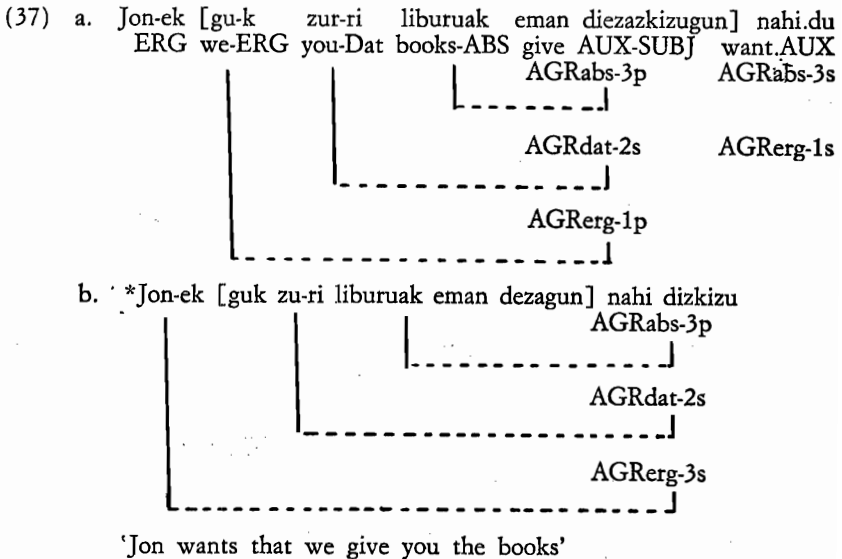 (37) a. Jon-ek [gu-k zur-ri liburuak eman diezazkizugun] nahi.du
ERG we-ERG you-Dat books-ABS give AUX-SUBJ want.AUX
AGRabs-3p AGRabs-3s
AGRdat-2s AGRerg-1s
AGRerg-1p
b. *Jon-ek [guk zu-ri liburuak eman dezagun] nahi dizkizu
AGRabs-3p
AGRdat-2s
AGRerg-3s
'Jon wants that we give you the books'